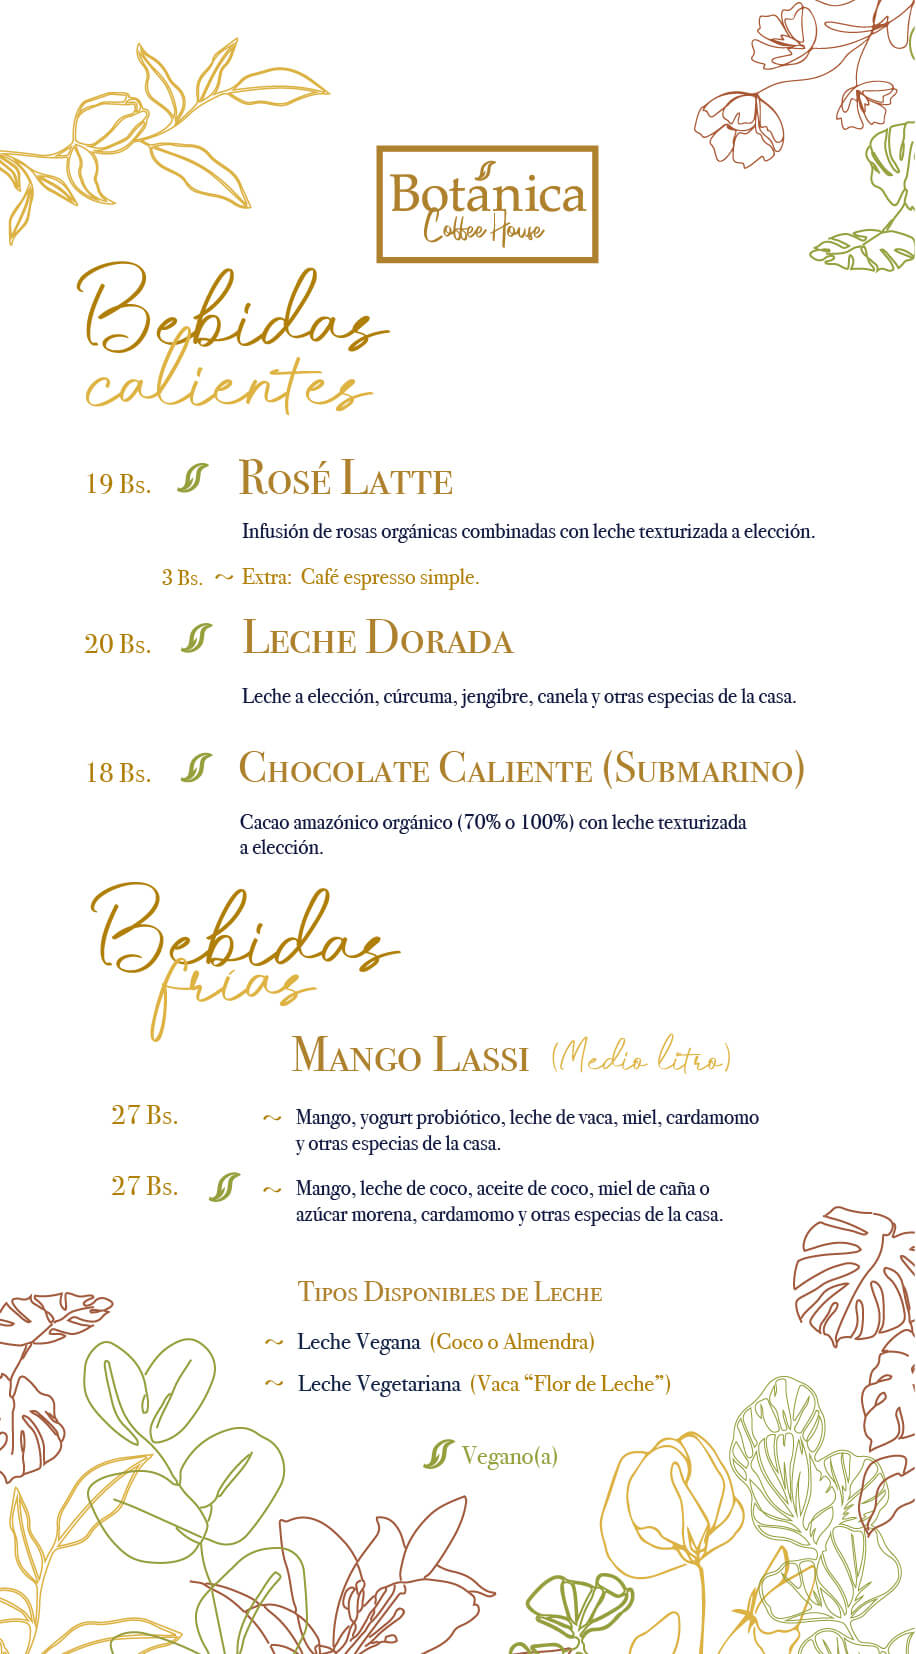 Botánica
Coffee House
Bebidas
calientes
19 Bs. Rosé Latte
Infusión de rosas orgánicas combinadas con leche texturizada a elección.
3 Bs. ~ Extra: Café espresso simple.
20 Bs. Leche Dorada
Leche a elección, cúrcuma, jengibre, canela y otras especias de la casa.
18 Bs. Chocolate Caliente (Submarino)
Cacao amazónico orgánico (70% o 100%) con leche texturizada
a elección.
Bebidas
frías
Mango Lassi (Medio litro)
27 Bs. ~ Mango, yogurt probiótico, leche de vaca, miel, cardamomo
y otras especias de la casa.
27 Bs. ~ Mango, leche de coco, aceite de coco, miel de caña o
azúcar morena, cardamomo y otras especias de la casa.
Tipos Disponibles de Leche
~ Leche Vegana (Coco o Almendra)
~ Leche Vegetariana (Vaca “Flor de Leche”)
Vegano(a)